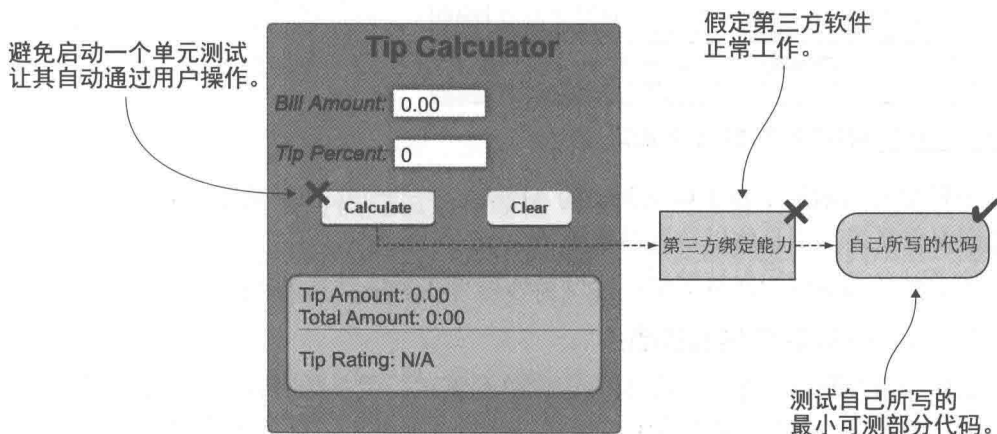 避免启动一个单元测试
让其自动通过用户操作。
假定第三方软件
正常工作。
Tip Calculator
Bill Amount: 0.00
Tip Percent: 0
Calculate
Clear
第三方绑定能力
自己所写的代码
Tip Amount: 0.00
Total Amount: 0:00
Tip Rating: N/A
测试自己所写的
最小可测部分代码。